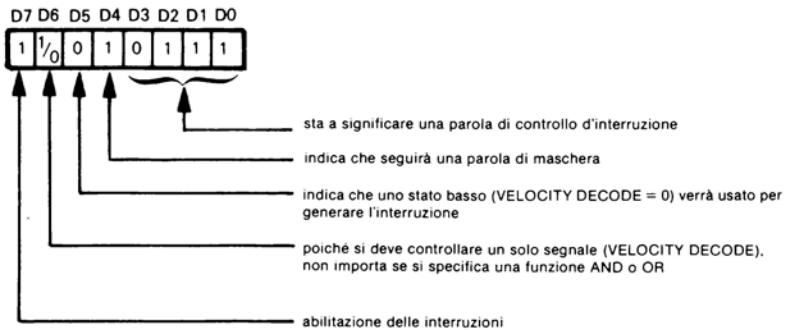 D7 D6 D5 D4 D3 D2 D1 D0
1 1/0 0 1 0 1 1 1
sta a significare una parola di controllo d'interruzione
indica che seguirà una parola di maschera
indica che uno stato basso (VELOCITY DECODE = 0) verrà usato per
generare l'interruzione
poiché si deve controllare un solo segnale (VELOCITY DECODE).
non importa se si specifica una funzione AND o OR
abilitazione delle interruzioni